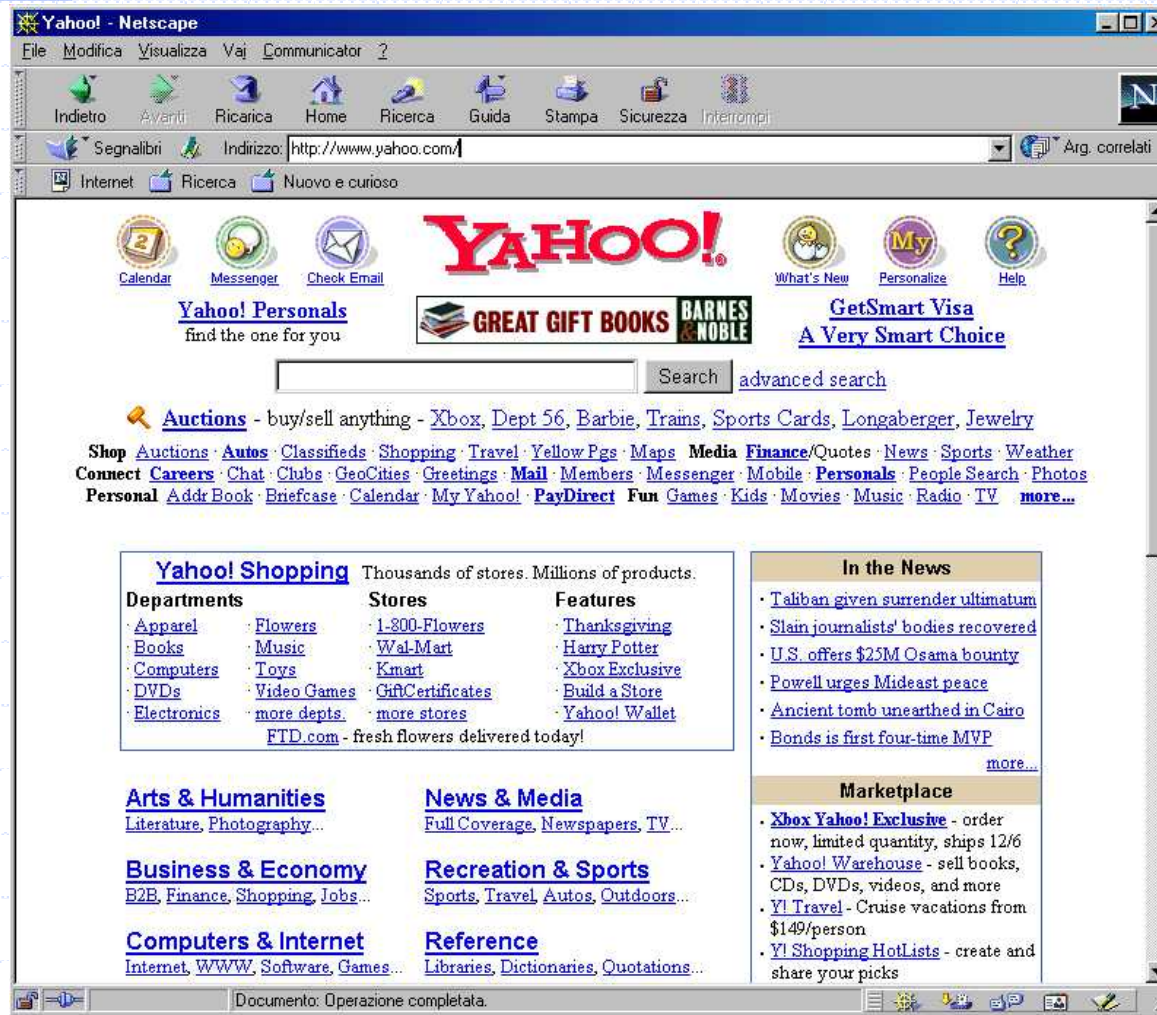 Yahoo! - Netscape
File Modifica Visualizza Vai Communicator ?
Indietro Avanti Ricarica Home Ricerca Guida Stampa Sicurezza Interrompi
N
Segnalibri Indirizzo: http://www.yahoo.com/ Arg. correlati
Internet Ricerca Nuovo e curioso
2 YAHOO! My ?
Calendar Messenger Check Email What's New Personalize Help
Yahoo! Personals
find the one for you
GREAT GIFT BOOKS BARNES & NOBLE
GetSmart Visa
A Very Smart Choice
Search advanced search
Auctions - buy/sell anything - Xbox, Dept 56, Barbie, Trains, Sports Cards, Longaberger, Jewelry
Shop Auctions · Autos · Classifieds · Shopping · Travel · Yellow Pgs · Maps Media Finance/Quotes · News · Sports · Weather
Connect Careers · Chat · Clubs · GeoCities · Greetings · Mail · Members · Messenger · Mobile · Personals · People Search · Photos
Personal Addr Book · Briefcase · Calendar · My Yahoo! · PayDirect Fun Games · Kids · Movies · Music · Radio · TV more...
Yahoo! Shopping Thousands of stores. Millions of products.
Departments Stores Features
· Apparel · Flowers · 1-800-Flowers · Thanksgiving
· Books · Music · Wal-Mart · Harry Potter
· Computers · Toys · Kmart · Xbox Exclusive
· DVDs · Video Games · GiftCertificates · Build a Store
· Electronics · more depts. · more stores · Yahoo! Wallet
FTD.com - fresh flowers delivered today!
Arts & Humanities
Literature, Photography...
News & Media
Full Coverage, Newspapers, TV...
Business & Economy
B2B, Finance, Shopping, Jobs...
Recreation & Sports
Sports, Travel, Autos, Outdoors...
Computers & Internet
Internet, WWW, Software, Games...
Reference
Libraries, Dictionaries, Quotations...
In the News
· Taliban given surrender ultimatum
· Slain journalists' bodies recovered
· U.S. offers $25M Osama bounty
· Powell urges Mideast peace
· Ancient tomb unearthed in Cairo
· Bonds is first four-time MVP
more...
Marketplace
· Xbox Yahoo! Exclusive - order
now, limited quantity, ships 12/6
· Yahoo! Warehouse - sell books,
CDs, DVDs, videos, and more
· Y! Travel - Cruise vacations from
$149/person
· Y! Shopping HotLists - create and
share your picks
Documento: Operazione completata.